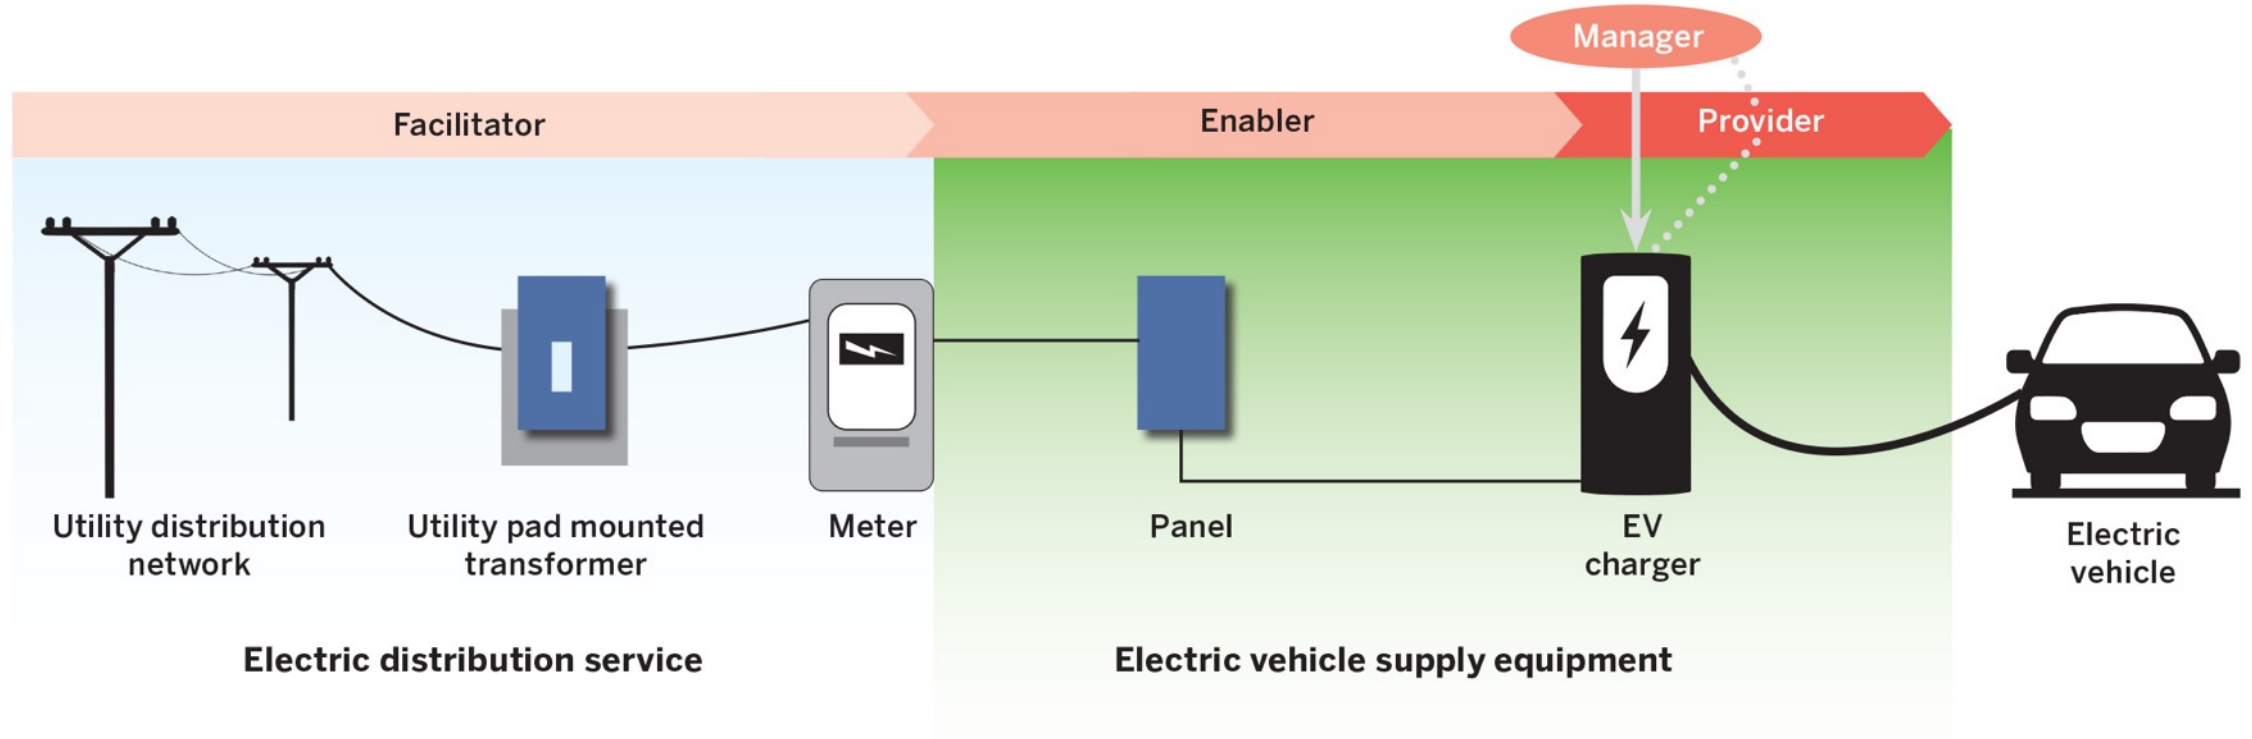 Manager
Facilitator
Enabler
Provider
Utility distribution
network
Utility pad mounted
transformer
Meter
Panel
EV
charger
Electric
vehicle
Electric distribution service
Electric vehicle supply equipment